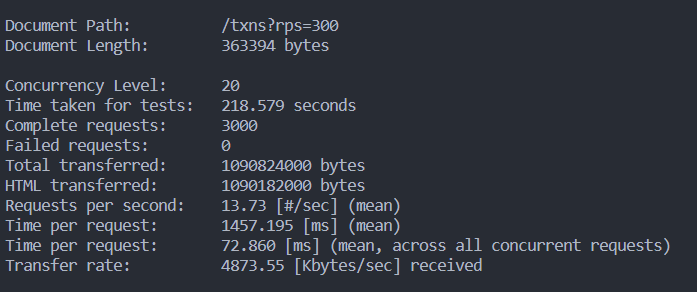 Document Path: /txns?rps=300
Document Length: 363394 bytes
Concurrency Level: 20
Time taken for tests: 218.579 seconds
Complete requests: 3000
Failed requests: 0
Total transferred: 1090824000 bytes
HTML transferred: 1090182000 bytes
Requests per second: 13.73 [#/sec] (mean)
Time per request: 1457.195 [ms] (mean)
Time per request: 72.860 [ms] (mean, across all concurrent requests)
Transfer rate: 4873.55 [Kbytes/sec] received